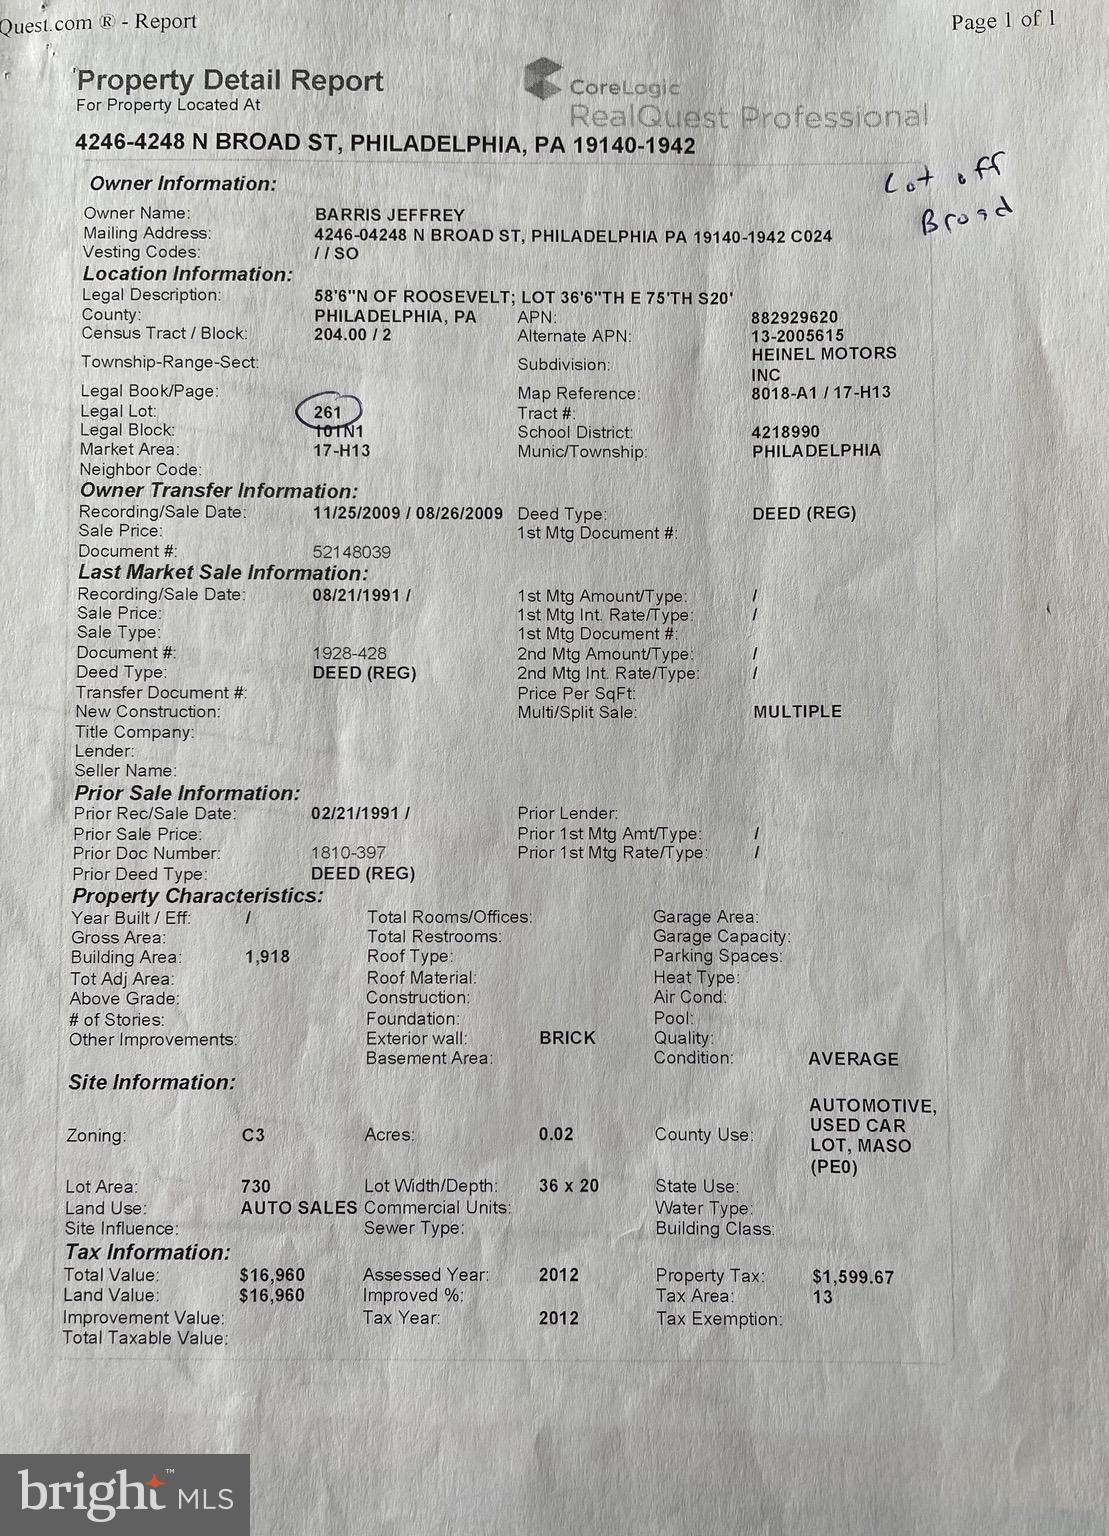 Quest.com ® - Report Page 1 of 1
Property Detail Report
For Property Located At
CoreLogic
RealQuest Professional
4246-4248 N BROAD ST, PHILADELPHIA, PA 19140-1942
Lot off
Broad
Owner Information:
Owner Name: BARRIS JEFFREY
Mailing Address: 4246-04248 N BROAD ST, PHILADELPHIA PA 19140-1942 C024
Vesting Codes: / / SO
Location Information:
Legal Description: 58'6"N OF ROOSEVELT; LOT 36'6"TH E 75'TH S20'
County: PHILADELPHIA, PA APN: 882929620
Census Tract / Block: 204.00 / 2 Alternate APN: 13-2005615
Township-Range-Sect: Subdivision: HEINEL MOTORS
INC
Legal Book/Page: Map Reference: 8018-A1 / 17-H13
Legal Lot: 261 Tract #:
Legal Block: 101N1 School District: 4218990
Market Area: 17-H13 Munic/Township: PHILADELPHIA
Neighbor Code:
Owner Transfer Information:
Recording/Sale Date: 11/25/2009 / 08/26/2009 Deed Type: DEED (REG)
Sale Price: 1st Mtg Document #:
Document #: 52148039
Last Market Sale Information:
Recording/Sale Date: 08/21/1991 / 1st Mtg Amount/Type: /
Sale Price: 1st Mtg Int. Rate/Type: /
Sale Type: 1st Mtg Document #:
Document #: 1928-428 2nd Mtg Amount/Type: /
Deed Type: DEED (REG) 2nd Mtg Int. Rate/Type: /
Transfer Document #: Price Per SqFt:
New Construction: Multi/Split Sale: MULTIPLE
Title Company:
Lender:
Seller Name:
Prior Sale Information:
Prior Rec/Sale Date: 02/21/1991 / Prior Lender:
Prior Sale Price: Prior 1st Mtg Amt/Type: /
Prior Doc Number: 1810-397 Prior 1st Mtg Rate/Type: /
Prior Deed Type: DEED (REG)
Property Characteristics:
Year Built / Eff: / Total Rooms/Offices: Garage Area:
Gross Area: Total Restrooms: Garage Capacity:
Building Area: 1,918 Roof Type: Parking Spaces:
Tot Adj Area: Roof Material: Heat Type:
Above Grade: Construction: Air Cond:
# of Stories: Foundation: Pool:
Other Improvements: Exterior wall: BRICK Quality:
Basement Area: Condition: AVERAGE
Site Information:
Zoning: C3 Acres: 0.02 County Use: AUTOMOTIVE,
USED CAR
LOT, MASO
(PE0)
Lot Area: 730 Lot Width/Depth: 36 x 20 State Use:
Land Use: AUTO SALES Commercial Units: Water Type:
Site Influence: Sewer Type: Building Class:
Tax Information:
Total Value: $16,960 Assessed Year: 2012 Property Tax: $1,599.67
Land Value: $16,960 Improved %: Tax Area: 13
Improvement Value: Tax Year: 2012 Tax Exemption:
Total Taxable Value:
bright™ MLS